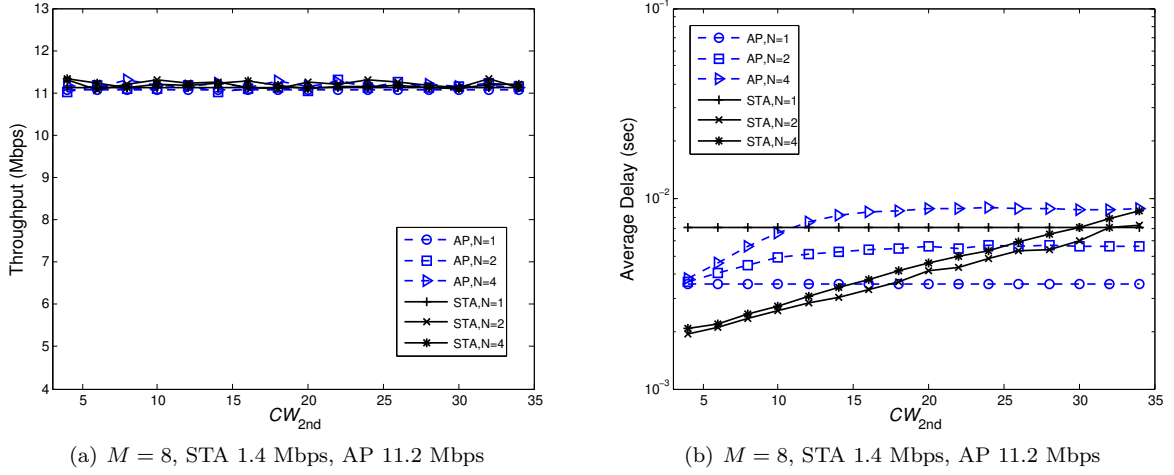 13
12
11
10
9
8
7
6
5
4
Throughput (Mbps)
AP,N=1
AP,N=2
AP,N=4
STA,N=1
STA,N=2
STA,N=4
5 10 15 20 25 30 35
CW2nd
(a) M = 8, STA 1.4 Mbps, AP 11.2 Mbps
10−1
10−2
10−3
Average Delay (sec)
AP,N=1
AP,N=2
AP,N=4
STA,N=1
STA,N=2
STA,N=4
5 10 15 20 25 30 35
CW2nd
(b) M = 8, STA 1.4 Mbps, AP 11.2 Mbps